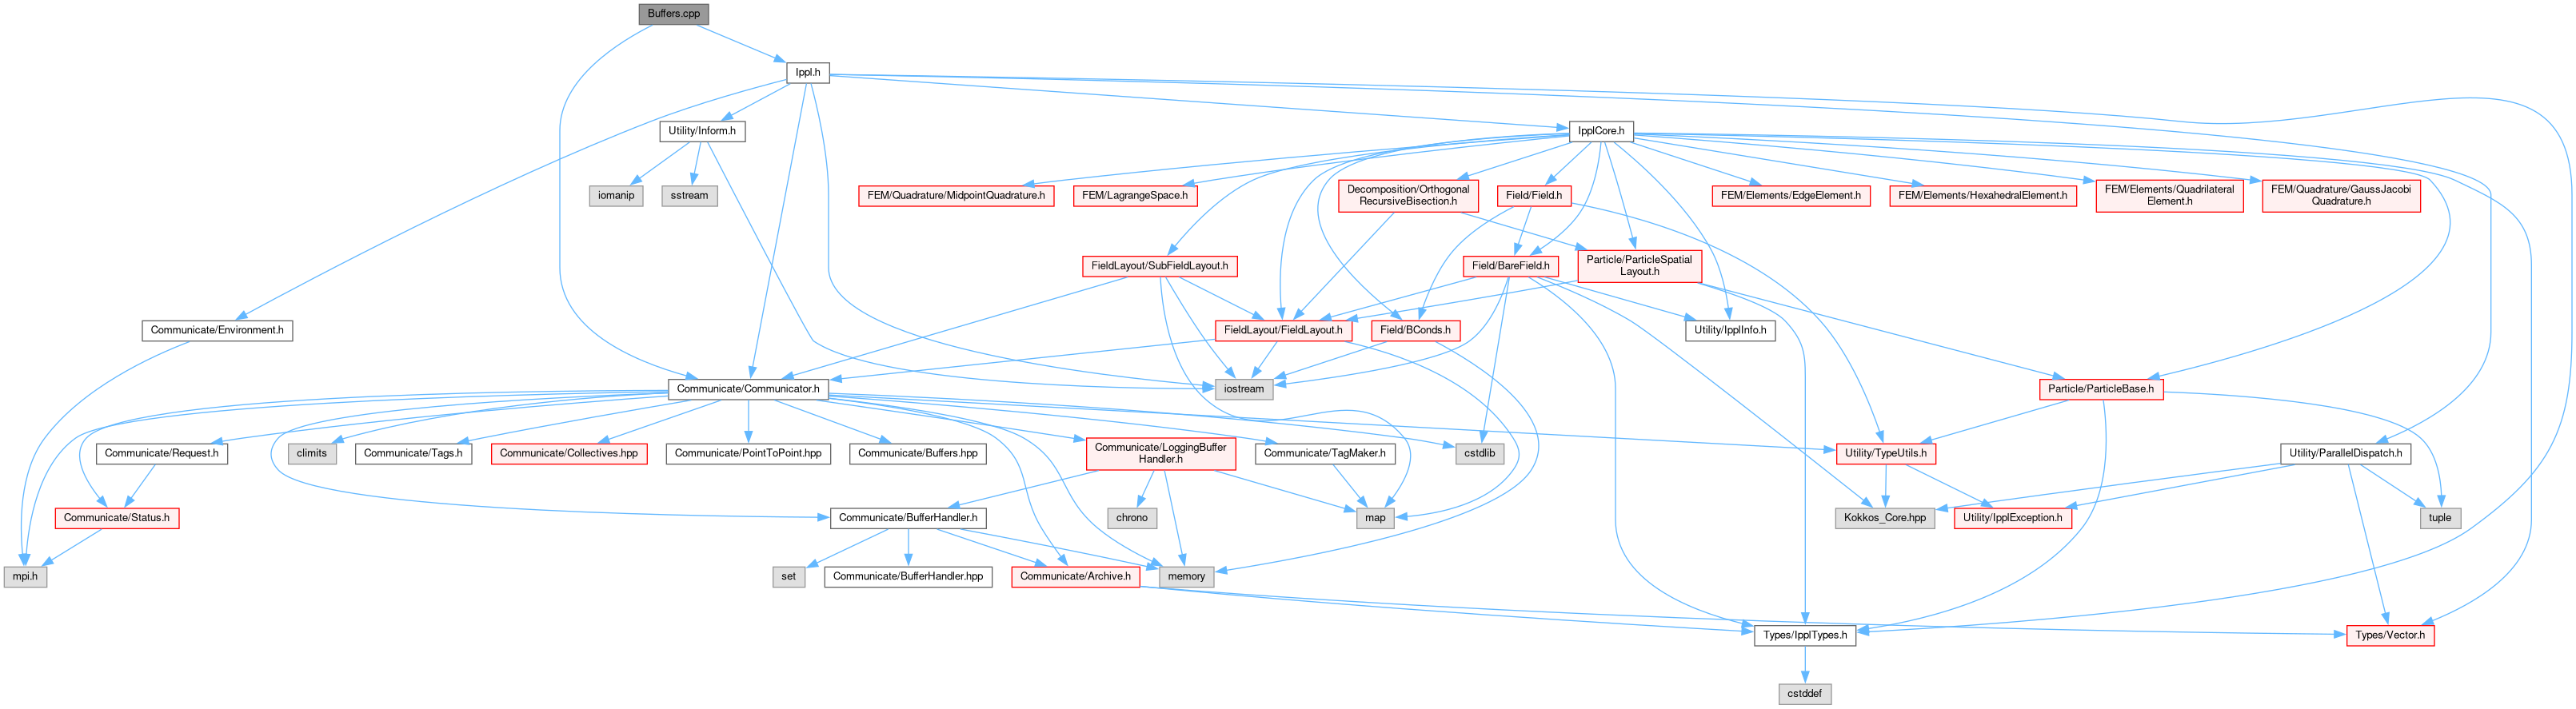 Buffers.cpp
Ippl.h
Utility/Inform.h
IpplCore.h
iomanip
sstream
FEM/Quadrature/MidpointQuadrature.h
FEM/LagrangeSpace.h
Decomposition/Orthogonal
RecursiveBisection.h
Field/Field.h
FEM/Elements/EdgeElement.h
FEM/Elements/HexahedralElement.h
FEM/Elements/Quadrilateral
Element.h
FEM/Quadrature/GaussJacobi
Quadrature.h
FieldLayout/SubFieldLayout.h
Field/BareField.h
Particle/ParticleSpatial
Layout.h
Communicate/Environment.h
FieldLayout/FieldLayout.h
Field/BConds.h
Utility/IpplInfo.h
Communicate/Communicator.h
iostream
Particle/ParticleBase.h
Communicate/Request.h
climits
Communicate/Tags.h
Communicate/Collectives.hpp
Communicate/PointToPoint.hpp
Communicate/Buffers.hpp
Communicate/LoggingBuffer
Handler.h
Communicate/TagMaker.h
cstdlib
Utility/TypeUtils.h
Utility/ParallelDispatch.h
Communicate/Status.h
Communicate/BufferHandler.h
chrono
map
Kokkos_Core.hpp
Utility/IpplException.h
tuple
mpi.h
set
Communicate/BufferHandler.hpp
Communicate/Archive.h
memory
Types/IpplTypes.h
Types/Vector.h
cstddef